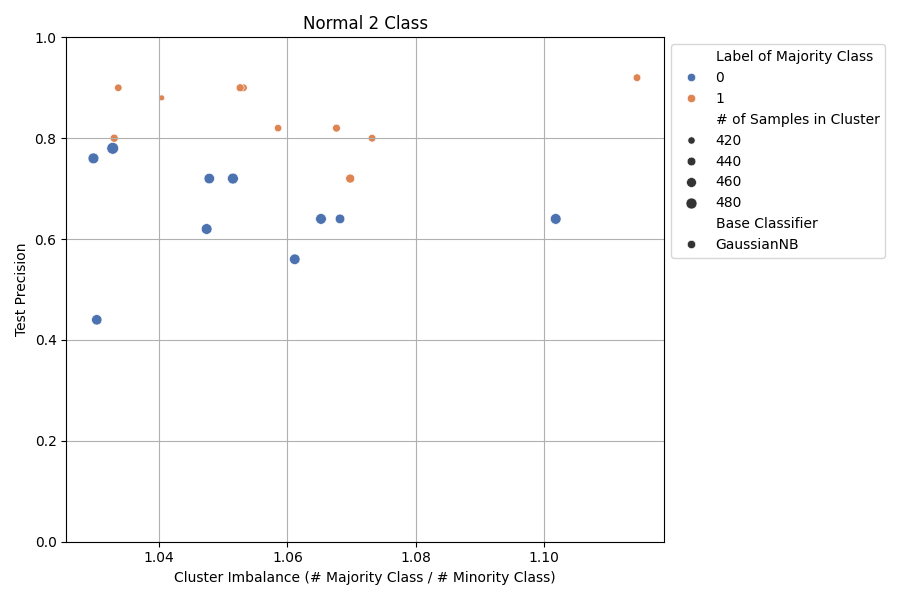 Normal 2 Class
Test Precision
1.0
0.8
0.6
0.4
0.2
0.0
1.04
1.06
1.08
1.10
Cluster Imbalance (# Majority Class / # Minority Class)
Label of Majority Class
0
1
# of Samples in Cluster
420
440
460
480
Base Classifier
GaussianNB